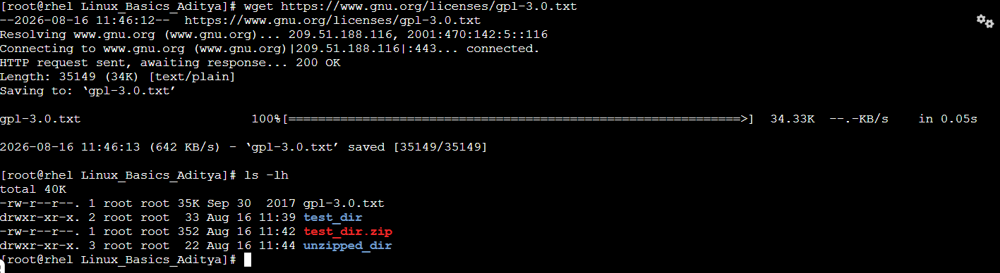 [root@rhel Linux_Basics_Aditya]# wget https://www.gnu.org/licenses/gpl-3.0.txt
--2026-08-16 11:46:12--  https://www.gnu.org/licenses/gpl-3.0.txt
Resolving www.gnu.org (www.gnu.org)... 209.51.188.116, 2001:470:142:5::116
Connecting to www.gnu.org (www.gnu.org)|209.51.188.116|:443... connected.
HTTP request sent, awaiting response... 200 OK
Length: 35149 (34K) [text/plain]
Saving to: ‘gpl-3.0.txt’
gpl-3.0.txt                        100%[==============================================================>]  34.33K  --.-KB/s    in 0.05s
2026-08-16 11:46:13 (642 KB/s) - ‘gpl-3.0.txt’ saved [35149/35149]
[root@rhel Linux_Basics_Aditya]# ls -lh
total 40K
-rw-r--r--. 1 root root 35K Sep 30  2017 gpl-3.0.txt
drwxr-xr-x. 2 root root  33 Aug 16 11:39 test_dir
-rw-r--r--. 1 root root 352 Aug 16 11:42 test_dir.zip
drwxr-xr-x. 3 root root  22 Aug 16 11:44 unzipped_dir
[root@rhel Linux_Basics_Aditya]#